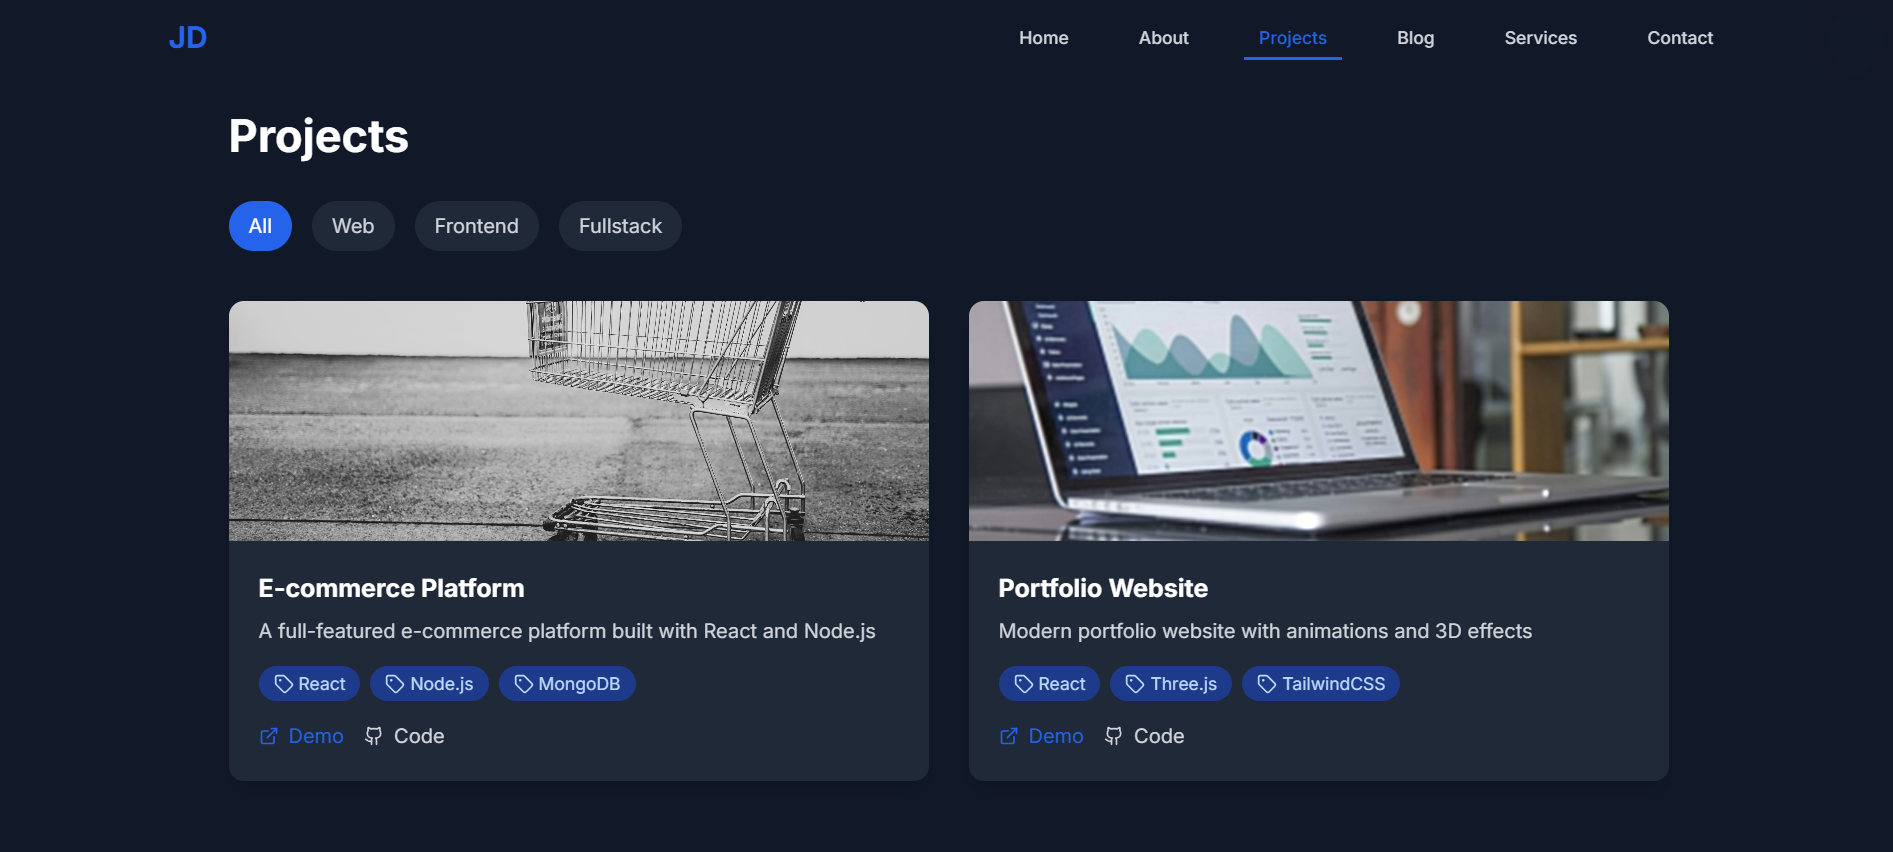 JD Home About Projects Blog Services Contact
Projects
All Web Frontend Fullstack
E-commerce Platform
A full-featured e-commerce platform built with React and Node.js
React Node.js MongoDB
Demo Code
Portfolio Website
Modern portfolio website with animations and 3D effects
React Three.js TailwindCSS
Demo Code